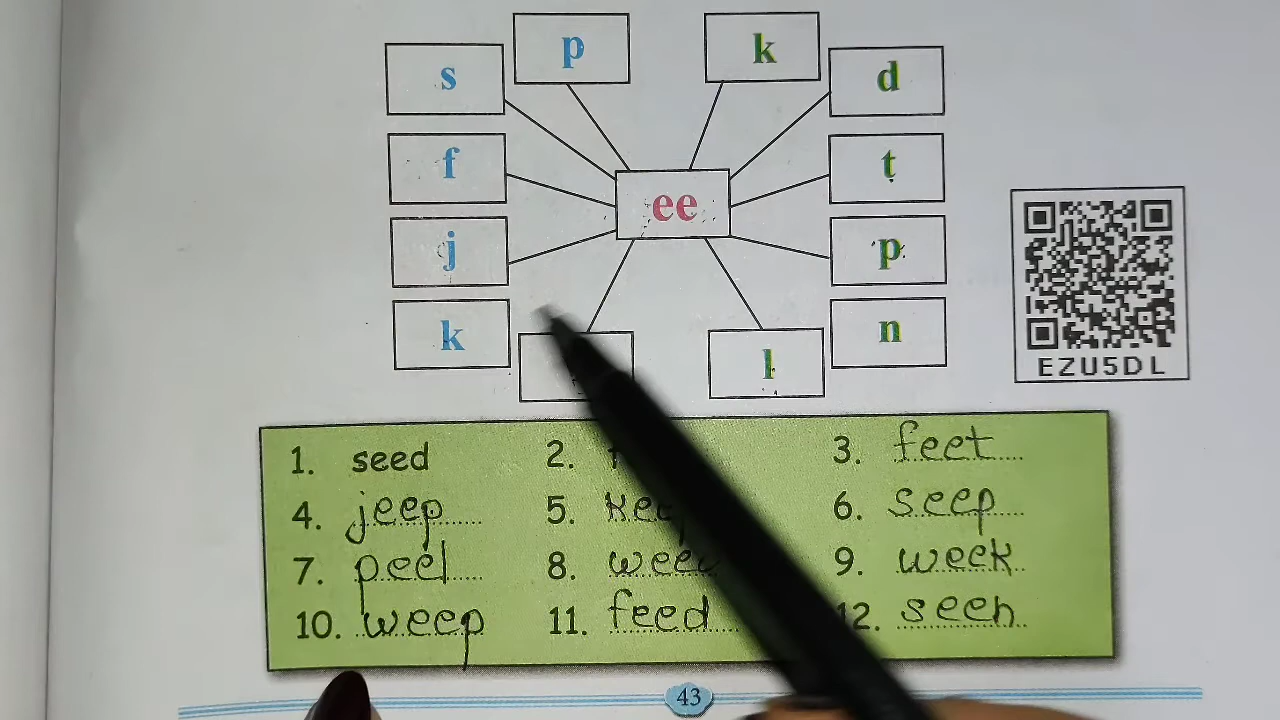 p k
s d
f ee t
j p
k n
l
EZU5DL
1. seed 2. 3. feet
4. jeep 5. 6. seep
7. peel 8. 9. week
10. weep 11. feed 12. seen
43